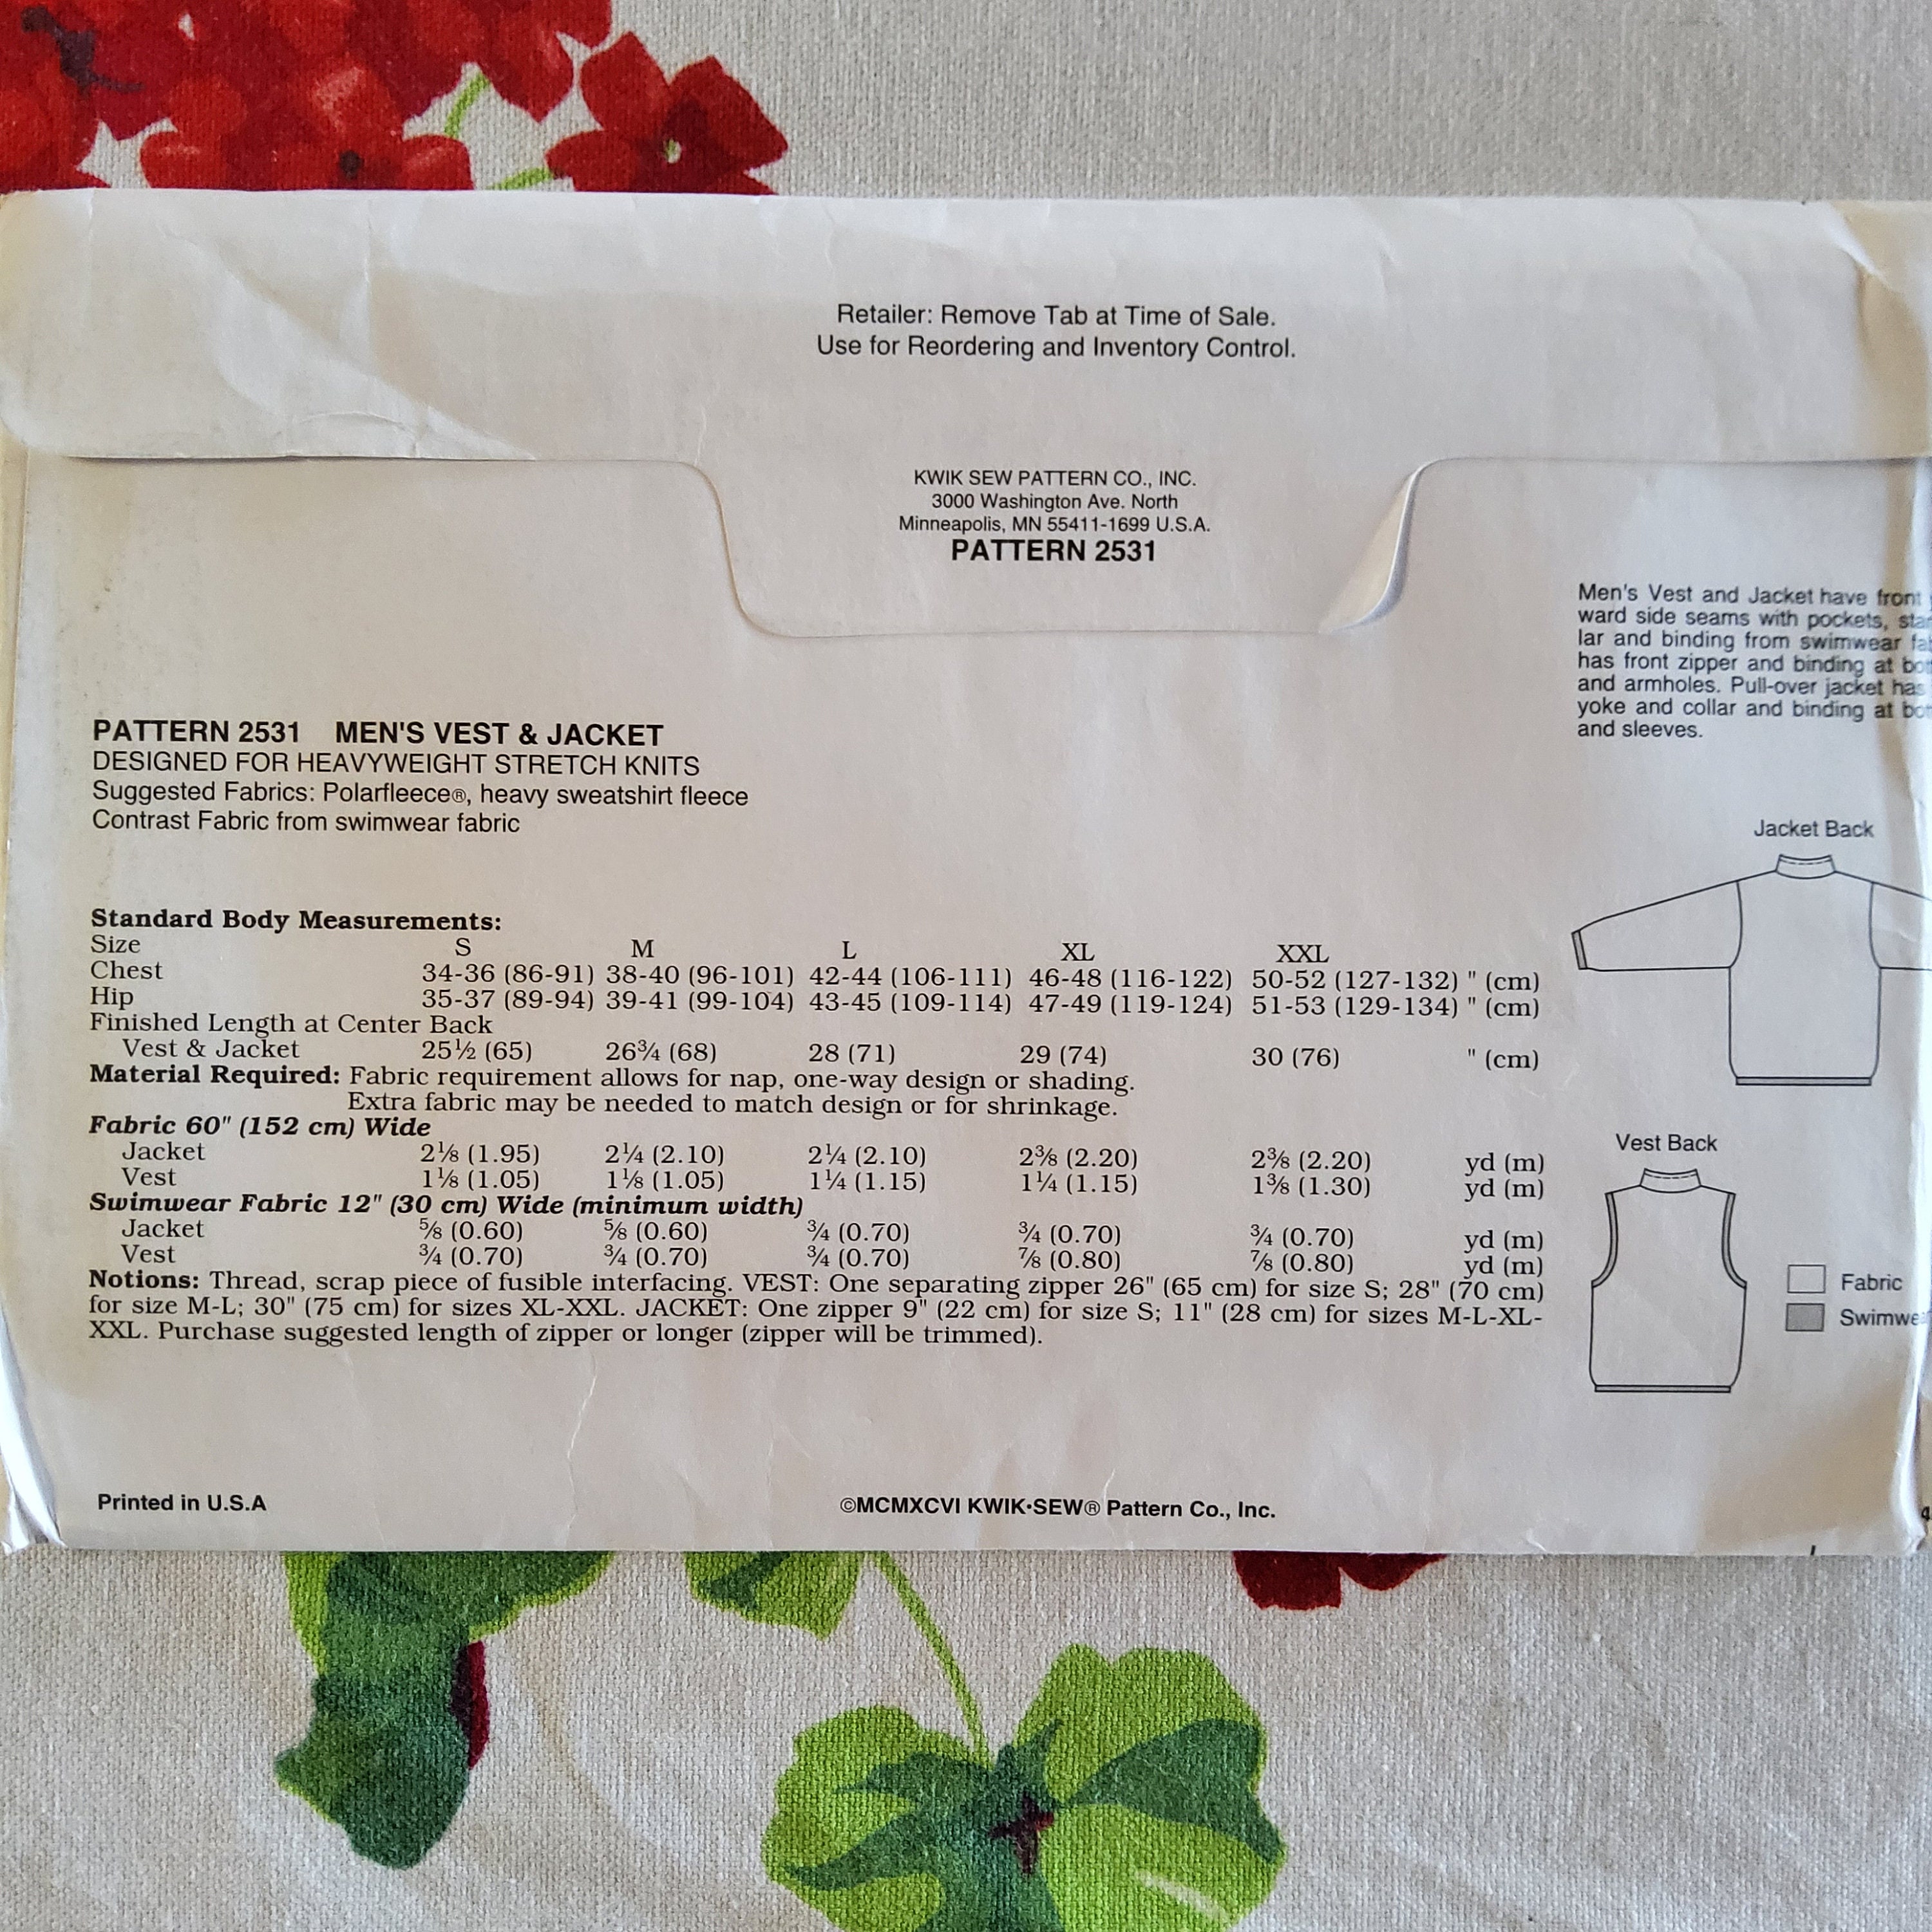 Retailer: Remove Tab at Time of Sale.
Use for Reordering and Inventory Control.
KWIK SEW PATTERN CO., INC.
3000 Washington Ave. North
Minneapolis, MN 55411-1699 U.S.A.
PATTERN 2531
Men's Vest and Jacket have front
ward side seams with pockets,
lar and binding from swimwear
has front zipper and binding at
and armholes. Pull-over jacket has
yoke and collar and binding at
and sleeves.
PATTERN 2531 MEN'S VEST & JACKET
DESIGNED FOR HEAVYWEIGHT STRETCH KNITS
Suggested Fabrics: Polarfleece®, heavy sweatshirt fleece
Contrast Fabric from swimwear fabric
Jacket Back
Standard Body Measurements:
Size S M L XL XXL
Chest 34-36 (86-91) 38-40 (96-101) 42-44 (106-111) 46-48 (116-122) 50-52 (127-132) " (cm)
Hip 35-37 (89-94) 39-41 (99-104) 43-45 (109-114) 47-49 (119-124) 51-53 (129-134) " (cm)
Finished Length at Center Back
Vest & Jacket 25½ (65) 26¾ (68) 28 (71) 29 (74) 30 (76) " (cm)
Material Required: Fabric requirement allows for nap, one-way design or shading.
Extra fabric may be needed to match design or for shrinkage.
Fabric 60" (152 cm) Wide
Jacket 2⅛ (1.95) 2¼ (2.10) 2¼ (2.10) 2⅜ (2.20) 2⅜ (2.20) yd (m)
Vest 1⅛ (1.05) 1⅛ (1.05) 1¼ (1.15) 1¼ (1.15) 1⅜ (1.30) yd (m)
Swimwear Fabric 12" (30 cm) Wide (minimum width)
Jacket ⅝ (0.60) ⅝ (0.60) ¾ (0.70) ¾ (0.70) ¾ (0.70) yd (m)
Vest ¾ (0.70) ¾ (0.70) ¾ (0.70) ⅞ (0.80) ⅞ (0.80) yd (m)
Notions: Thread, scrap piece of fusible interfacing. VEST: One separating zipper 26" (65 cm) for size S; 28" (70 cm)
for size M-L; 30" (75 cm) for sizes XL-XXL. JACKET: One zipper 9" (22 cm) for size S; 11" (28 cm) for sizes M-L-XL-
XXL. Purchase suggested length of zipper or longer (zipper will be trimmed).
Vest Back
Fabric
Printed in U.S.A
©MCMXCVI KWIK•SEW® Pattern Co., Inc.